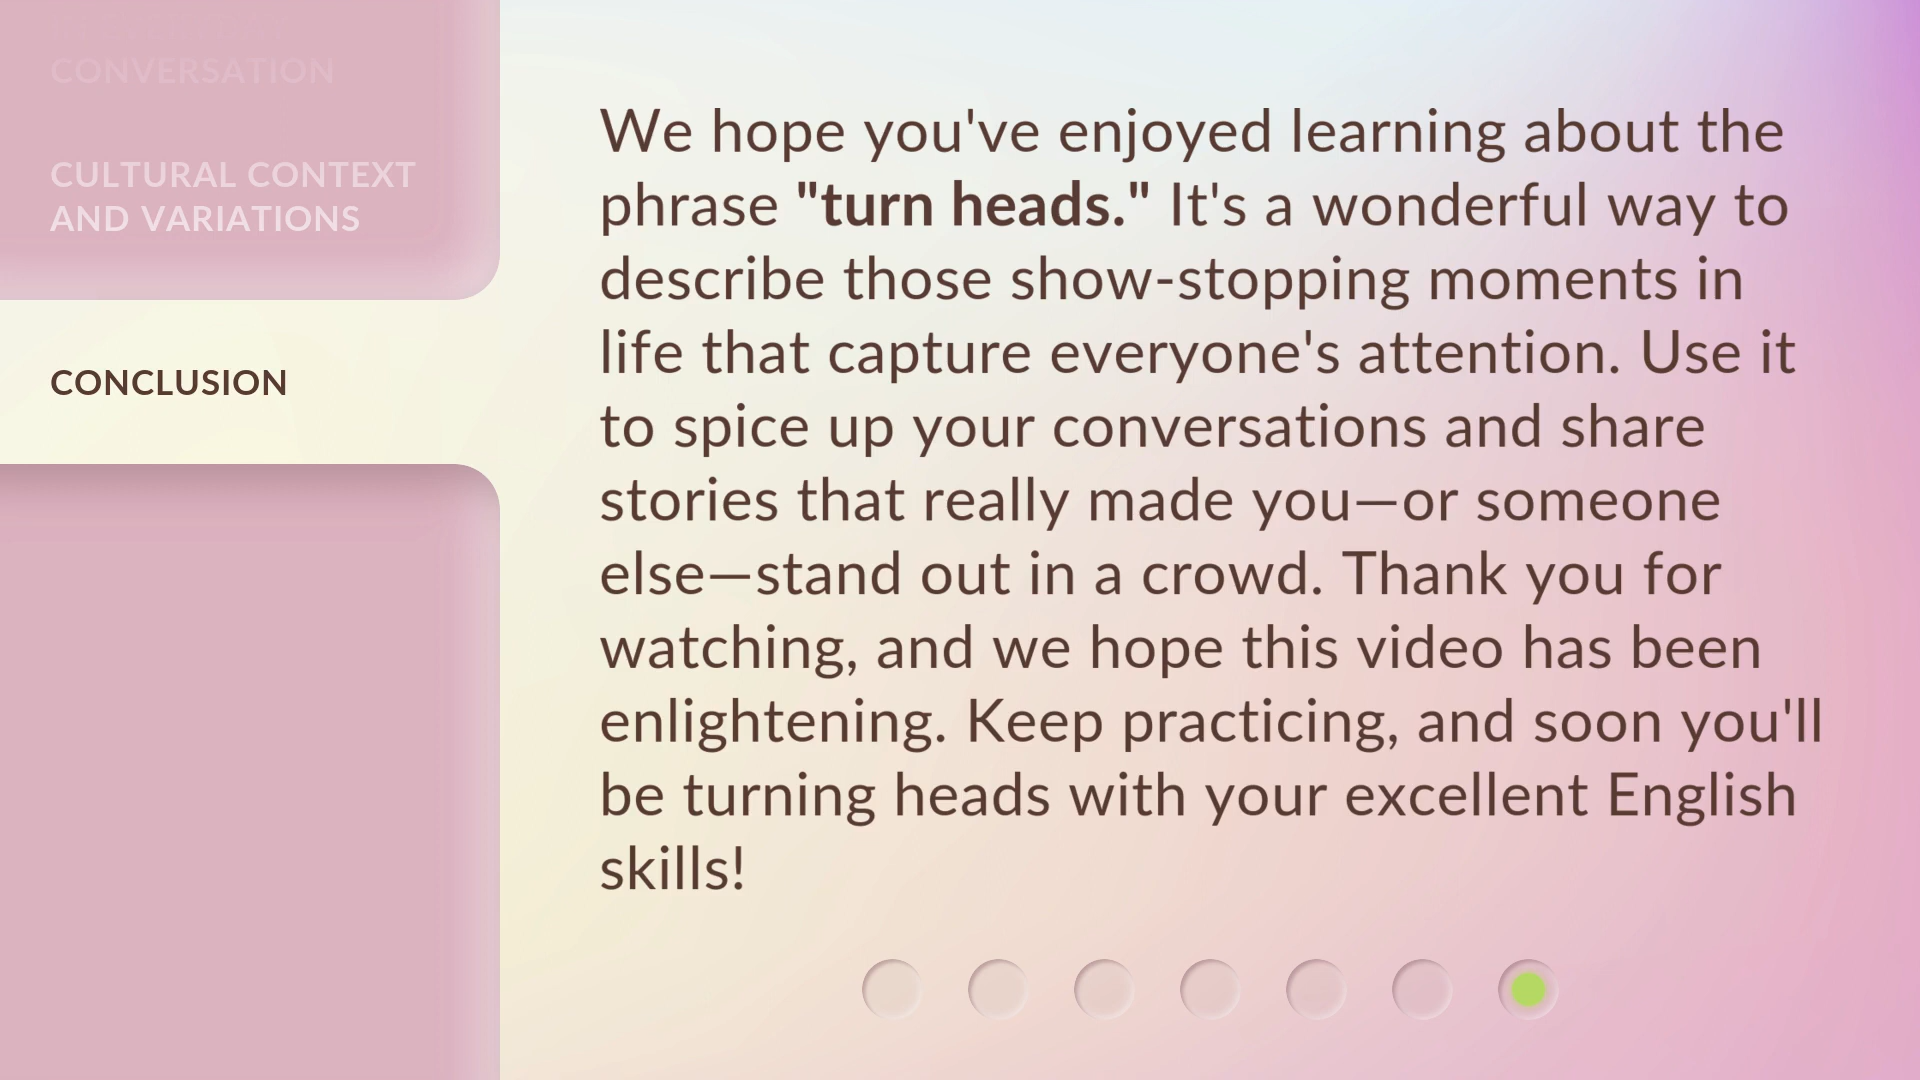 IN EVERYDAY
CONVERSATION
CULTURAL CONTEXT
AND VARIATIONS
CONCLUSION
We hope you've enjoyed learning about the
phrase "turn heads." It's a wonderful way to
describe those show-stopping moments in
life that capture everyone's attention. Use it
to spice up your conversations and share
stories that really made you—or someone
else—stand out in a crowd. Thank you for
watching, and we hope this video has been
enlightening. Keep practicing, and soon you'll
be turning heads with your excellent English
skills!